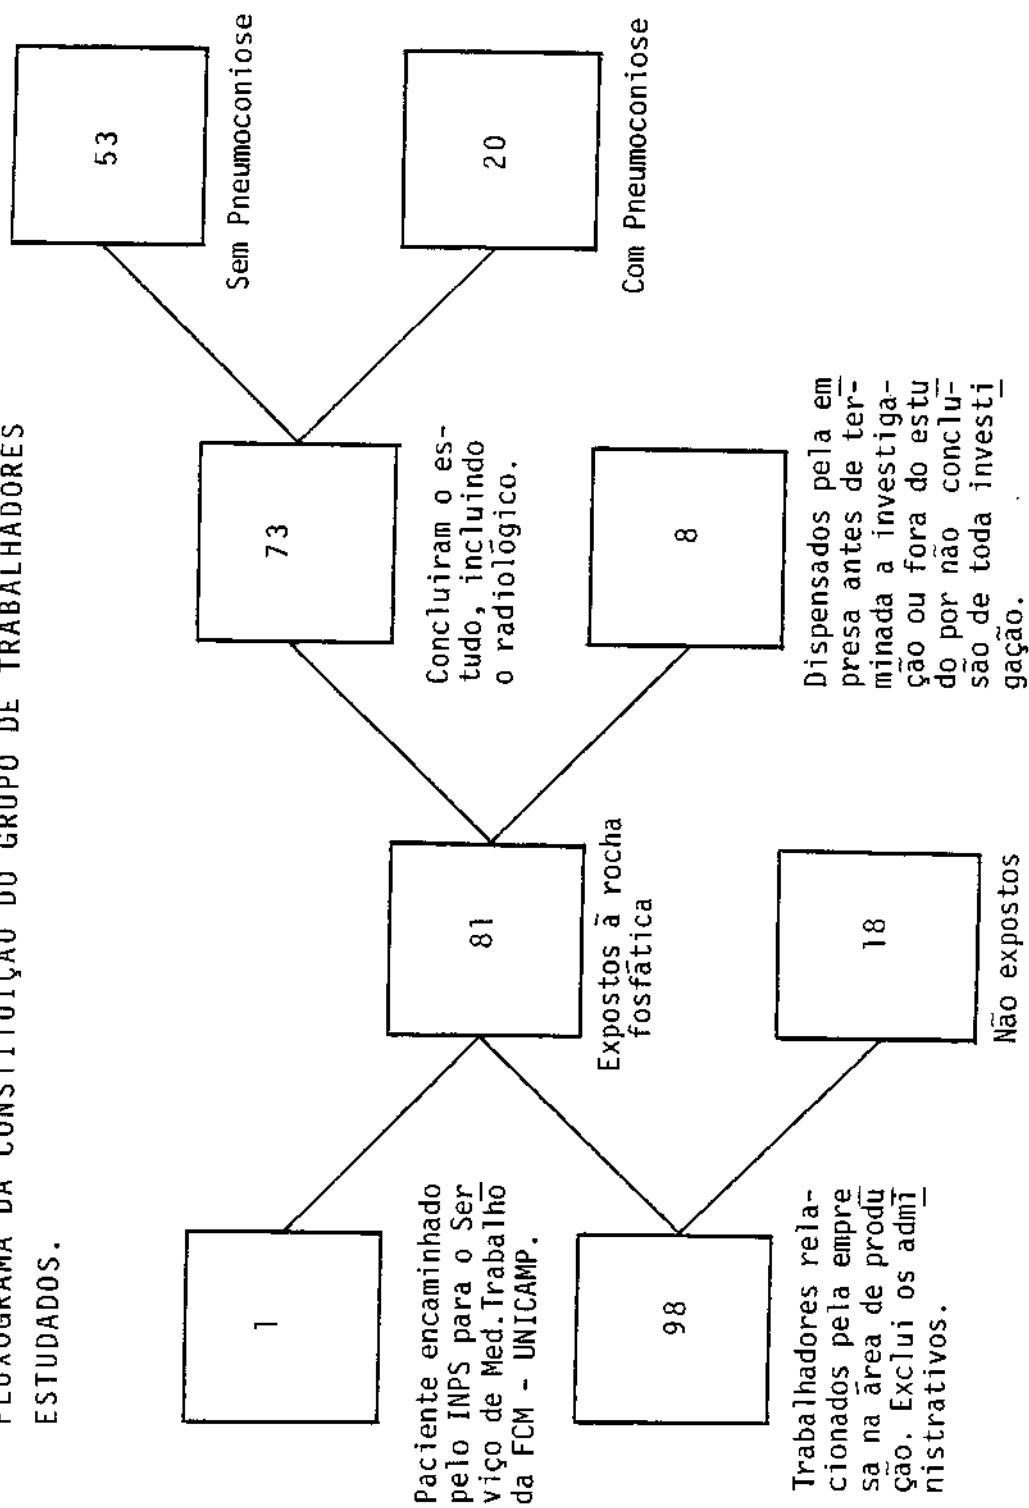 FLUXOGRAMA DA CONSTITUIÇÃO DO GRUPO DE TRABALHADORES
ESTUDADOS.
1
Paciente encaminhado
pelo INPS para o Ser
viço de Med.Trabalho
da FCM - UNICAMP.
98
Trabalhadores rela-
cionados pela empre
sa na área de produ
ção. Exclui os admi
nistrativos.
81
Expostos à rocha
fosfática
18
Não expostos
73
Concluiram o es-
tudo, incluindo
o radiológico.
8
Dispensados pela em
presa antes de ter-
minada a investiga-
ção ou fora do estu
do por não conclu-
são de toda investi
gação.
53
Sem Pneumoconiose
20
Com Pneumoconiose